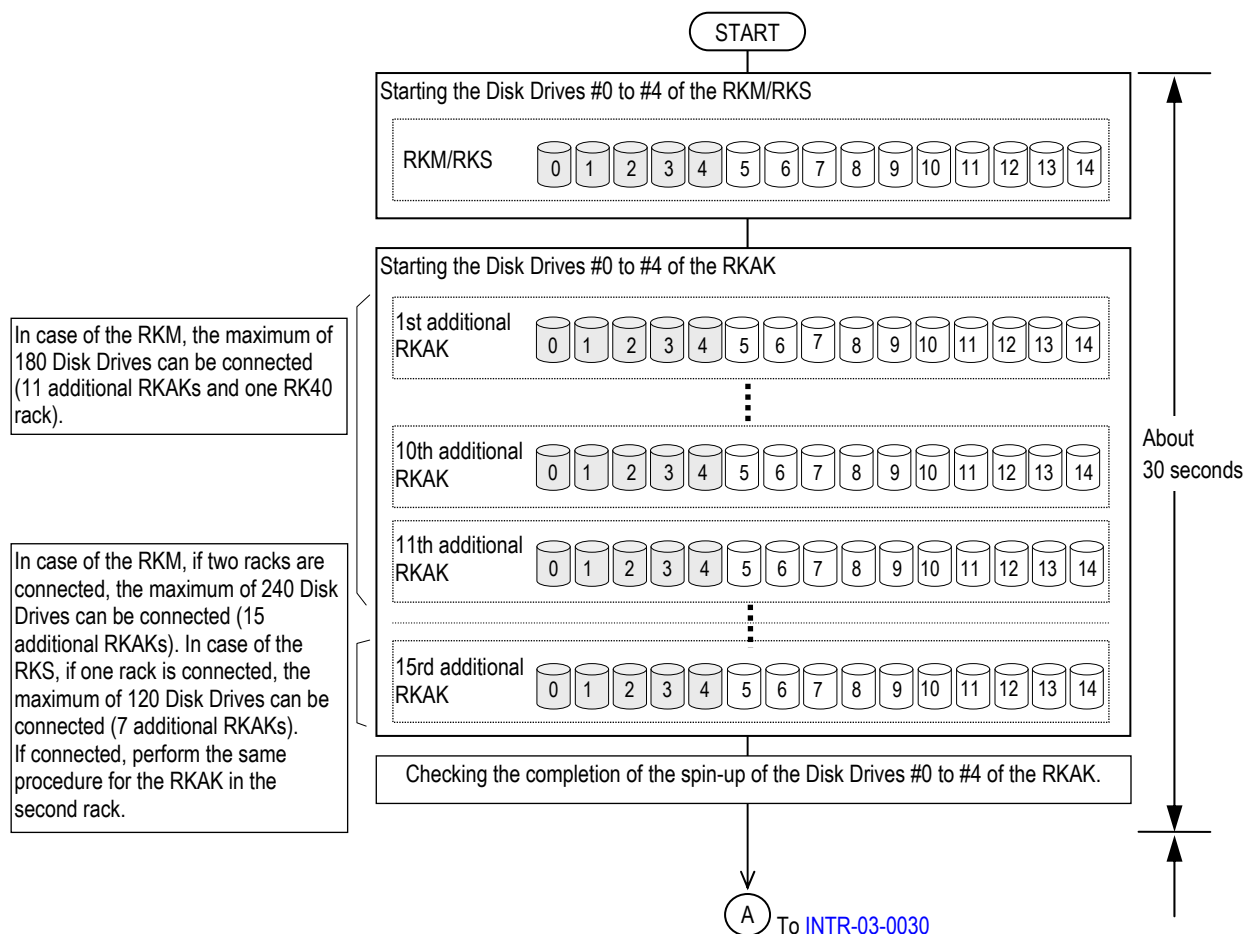 START
Starting the Disk Drives #0 to #4 of the RKM/RKS
RKM/RKS
0 1 2 3 4 5 6 7 8 9 10 11 12 13 14
Starting the Disk Drives #0 to #4 of the RKAK
1st additional
RKAK
0 1 2 3 4 5 6 7 8 9 10 11 12 13 14
In case of the RKM, the maximum of
180 Disk Drives can be connected
(11 additional RKAKs and one RK40
rack).
10th additional
RKAK
0 1 2 3 4 5 6 7 8 9 10 11 12 13 14
About
30 seconds
11th additional
RKAK
0 1 2 3 4 5 6 7 8 9 10 11 12 13 14
In case of the RKM, if two racks are
connected, the maximum of 240 Disk
Drives can be connected (15
additional RKAKs). In case of the
RKS, if one rack is connected, the
maximum of 120 Disk Drives can be
connected (7 additional RKAKs).
If connected, perform the same
procedure for the RKAK in the
second rack.
15rd additional
RKAK
0 1 2 3 4 5 6 7 8 9 10 11 12 13 14
Checking the completion of the spin-up of the Disk Drives #0 to #4 of the RKAK.
A
To INTR-03-0030